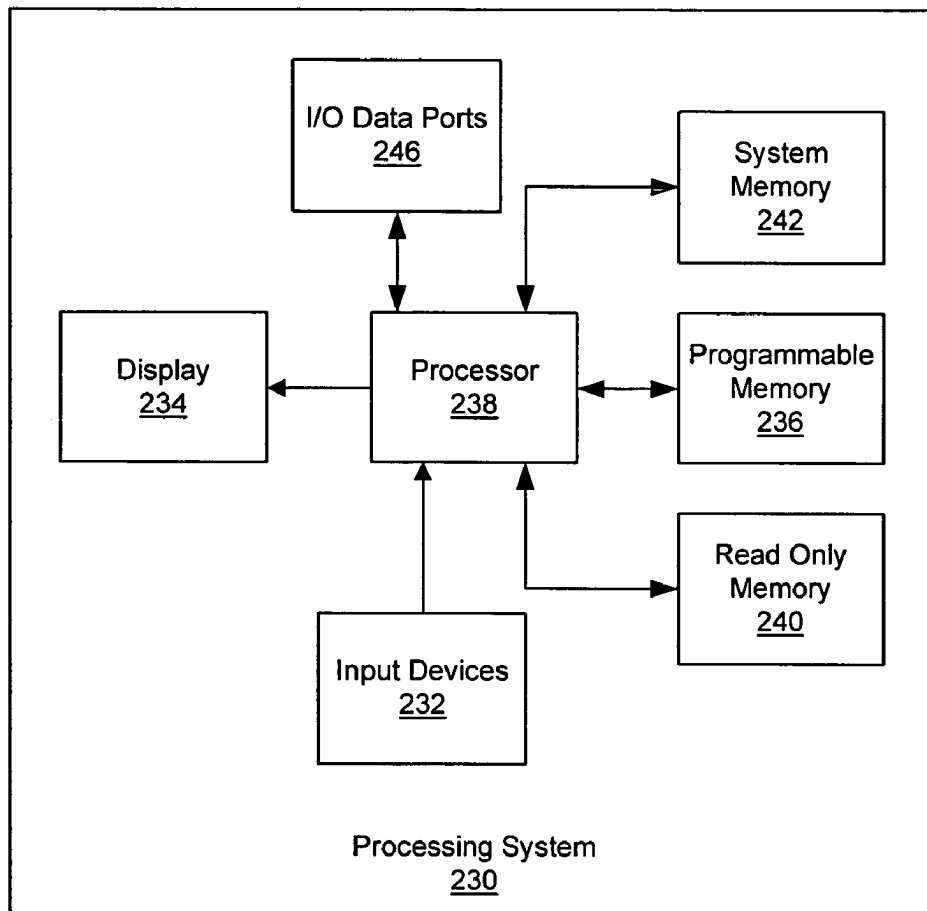 I/O Data Ports
246
System
Memory
242
Display
234
Processor
238
Programmable
Memory
236
Read Only
Memory
240
Input Devices
232
Processing System
230